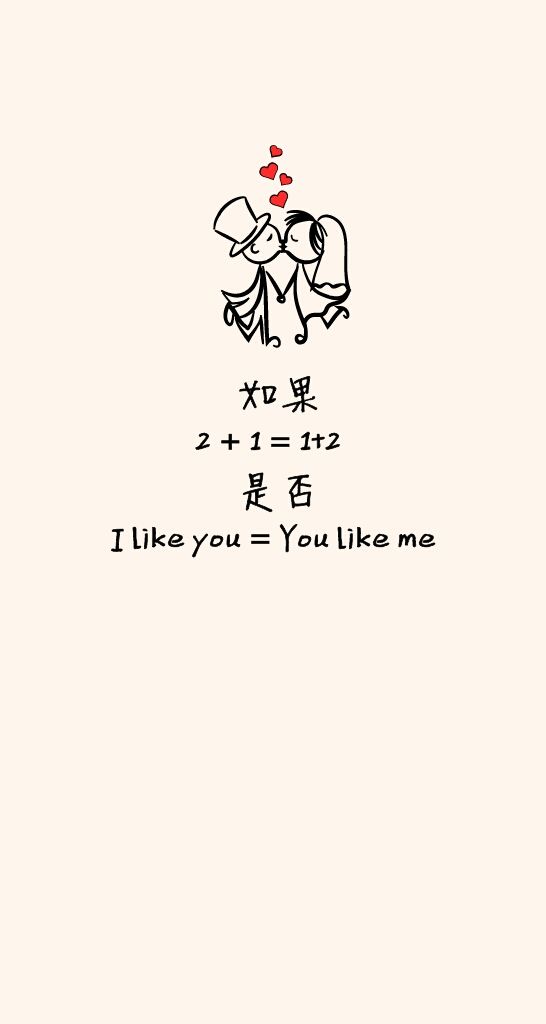 如果
2 + 1 = 1+2
是否
I like you = You like me